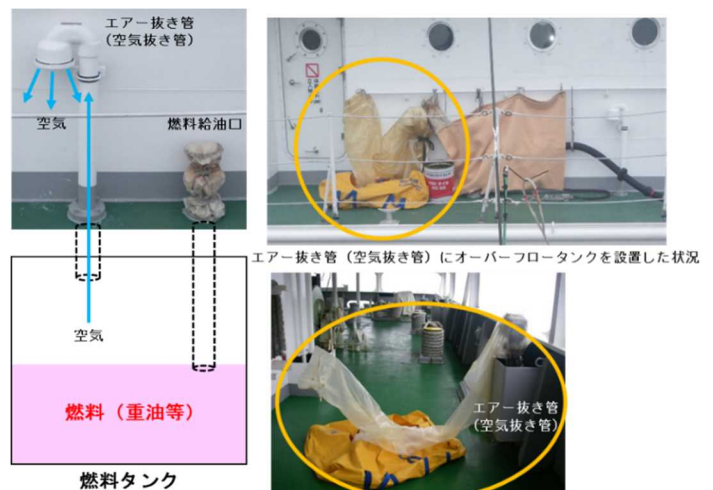 エアー抜き管
(空気抜き管)
空気
燃料給油口
エアー抜き管（空気抜き管）にオーバーフロータンクを設置した状況
空気
燃料（重油等）
エアー抜き管
(空気抜き管)
燃料タンク